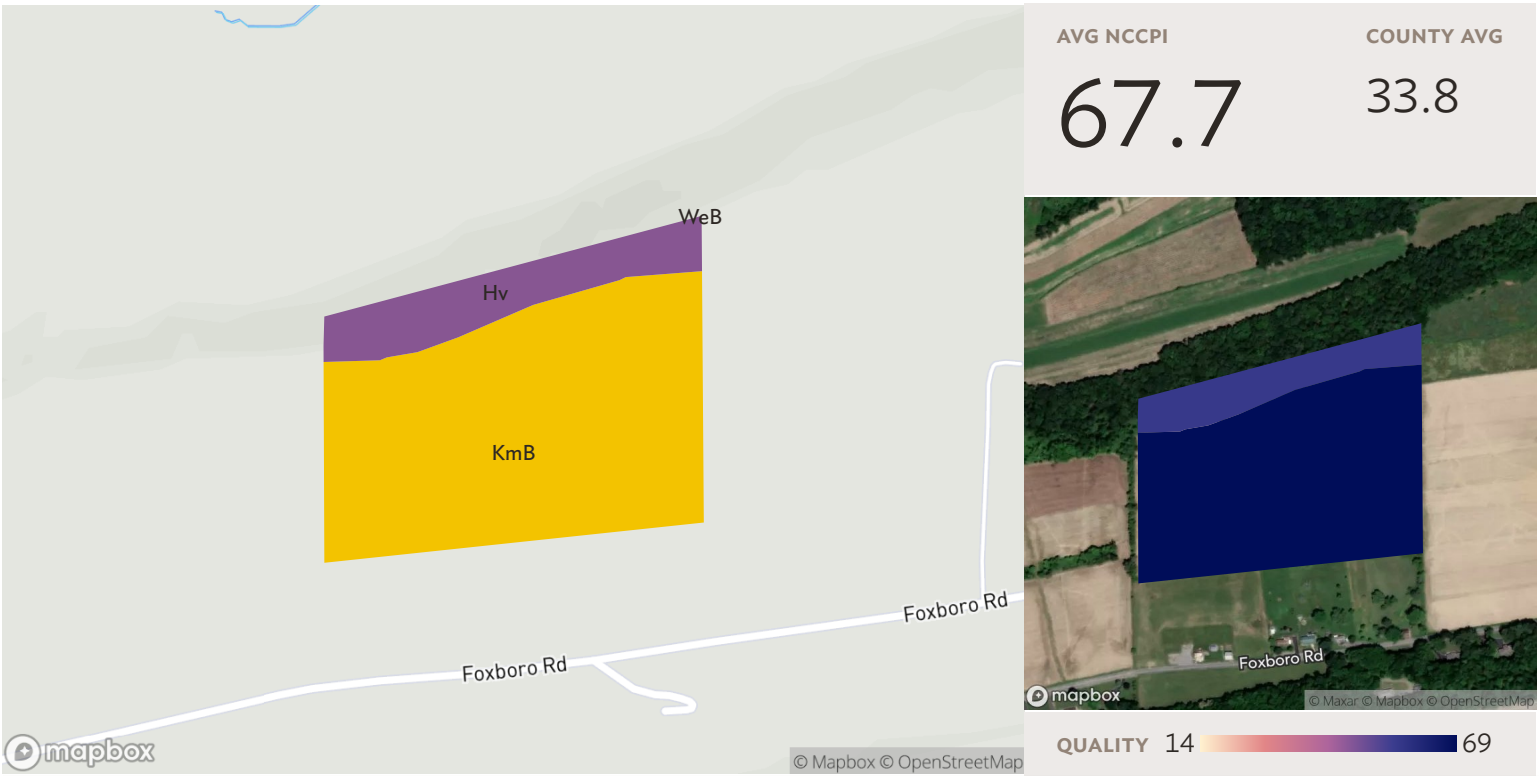 WeB
Hv
KmB
Foxboro Rd
Foxboro Rd
mapbox
© Mapbox © OpenStreetMap
AVG NCCPI
COUNTY AVG
67.7
33.8
Foxboro Rd
mapbox
© Maxar © Mapbox © OpenStreetMap
QUALITY 14 69